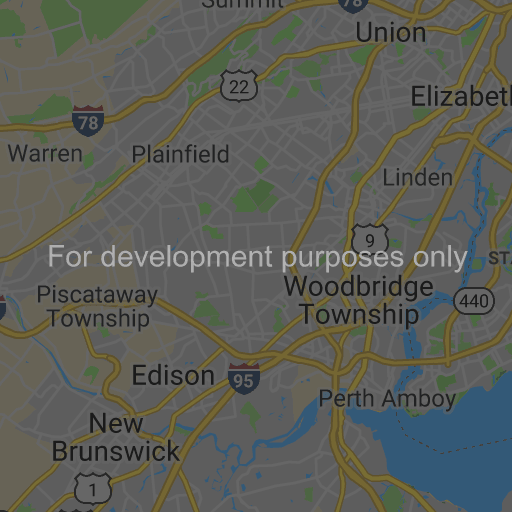 Summit
78
Union
22
Elizabeth
78
Warren
Plainfield
Linden
9
For development purposes only
ST.
Piscataway
Township
Woodbridge
Township
440
Edison
95
Perth Amboy
New
Brunswick
1